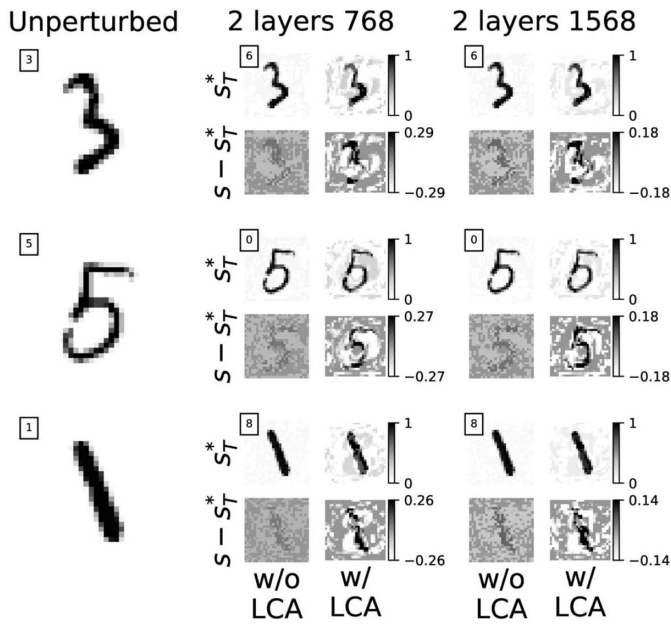 Unperturbed 2 layers 768 2 layers 1568
3 6 6
s*T 1 0 1 0
s − s*T 0.29 −0.29 0.18 −0.18
5 0 0
s*T 1 0 1 0
s − s*T 0.27 −0.27 0.18 −0.18
1 8 8
s*T 1 0 1 0
s − s*T 0.26 −0.26 0.14 −0.14
w/o w/ w/o w/
LCA LCA LCA LCA